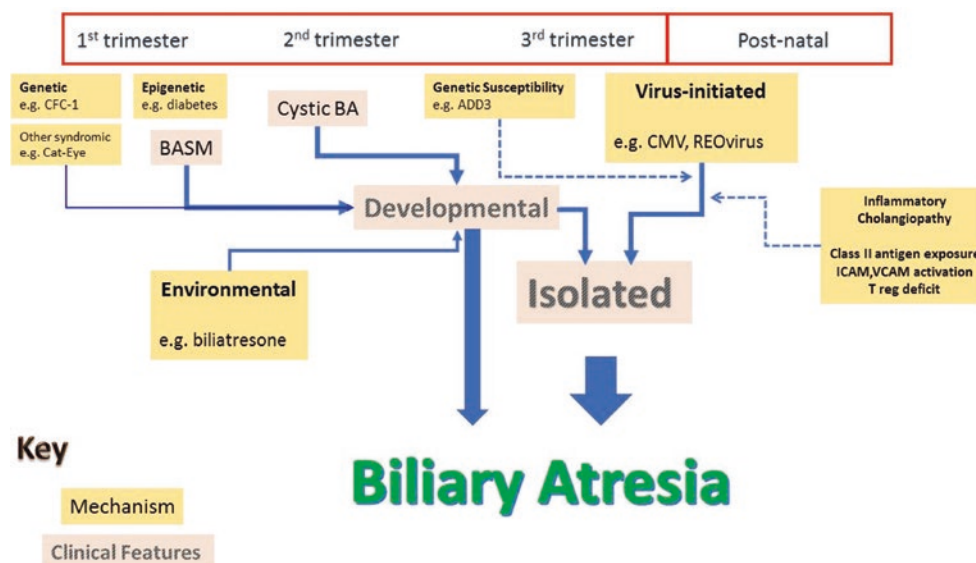 1st trimester
2nd trimester
3rd trimester
Post-natal
Genetic
e.g. CFC-1
Epigenetic
e.g. diabetes
Other syndromic
e.g. Cat-Eye
BASM
Cystic BA
Genetic Susceptibility
e.g. ADD3
Virus-initiated
e.g. CMV, REOvirus
Developmental
Inflammatory
Cholangiopathy
Class II antigen exposure
ICAM,VCAM activation
T reg deficit
Environmental
e.g. biliatresone
Isolated
Biliary Atresia
Key
Mechanism
Clinical Features